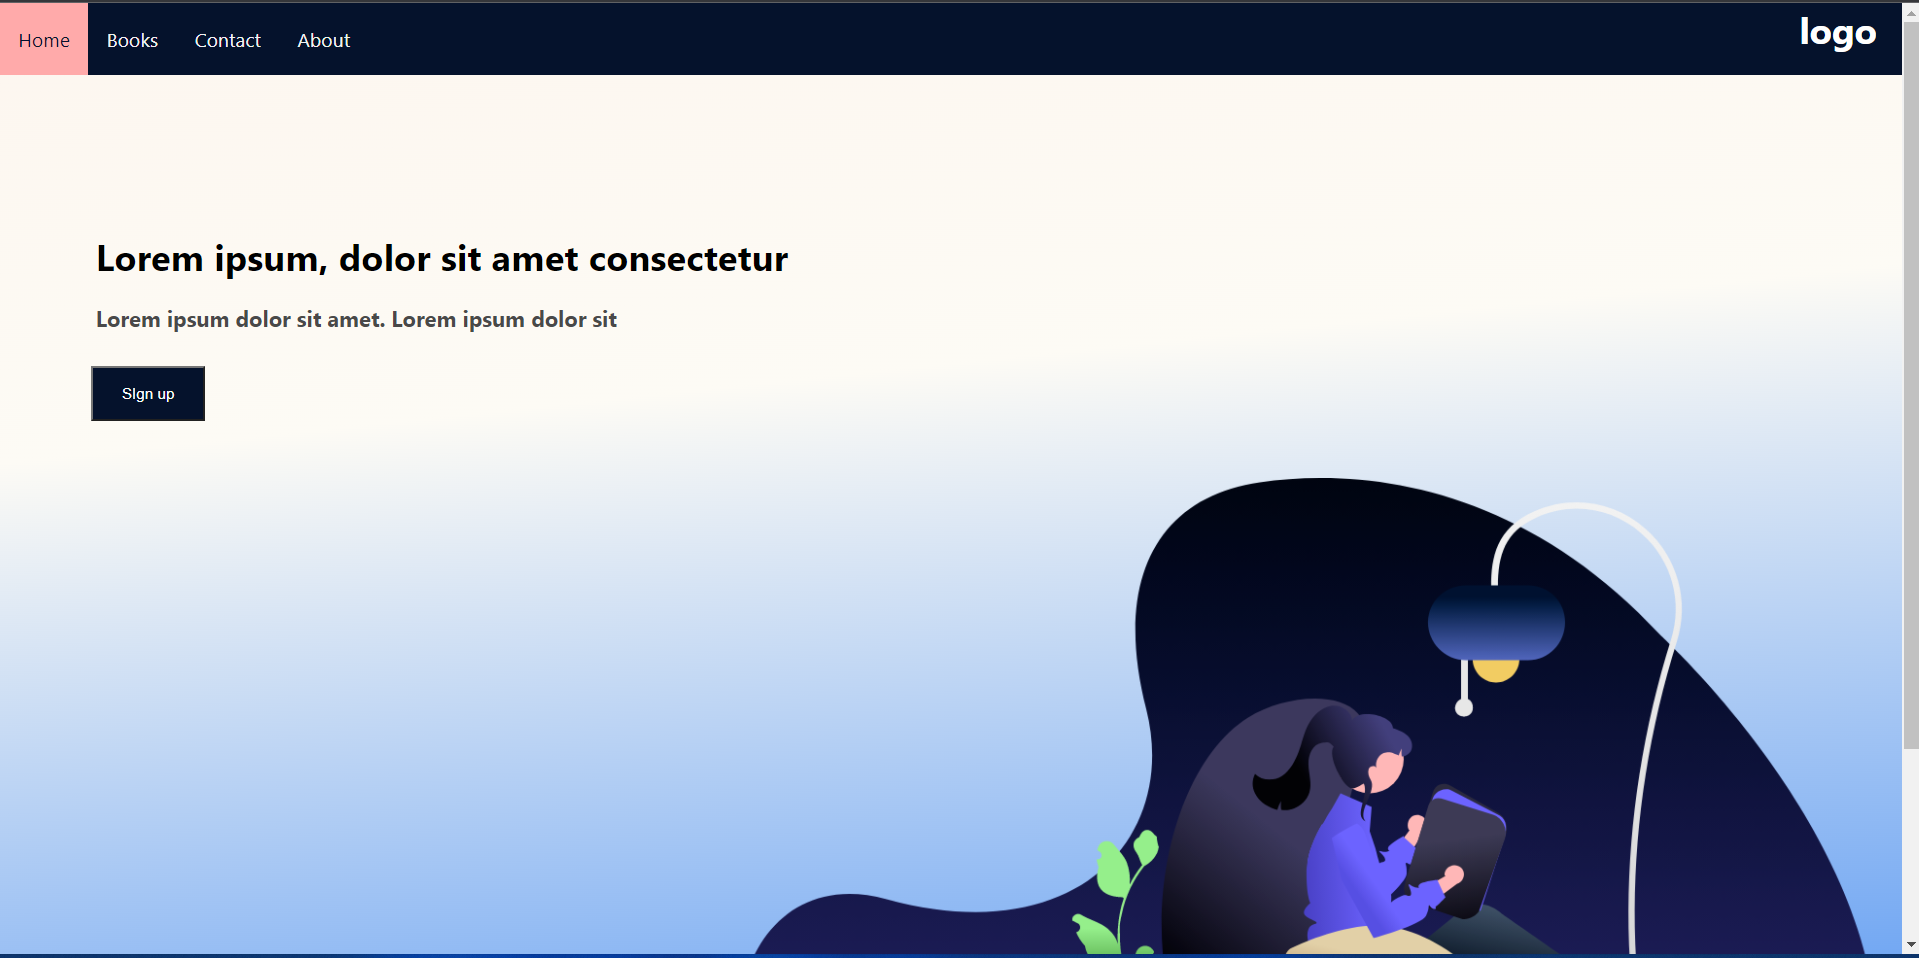 Home Books Contact About logo
Lorem ipsum, dolor sit amet consectetur
Lorem ipsum dolor sit amet. Lorem ipsum dolor sit
SIgn up